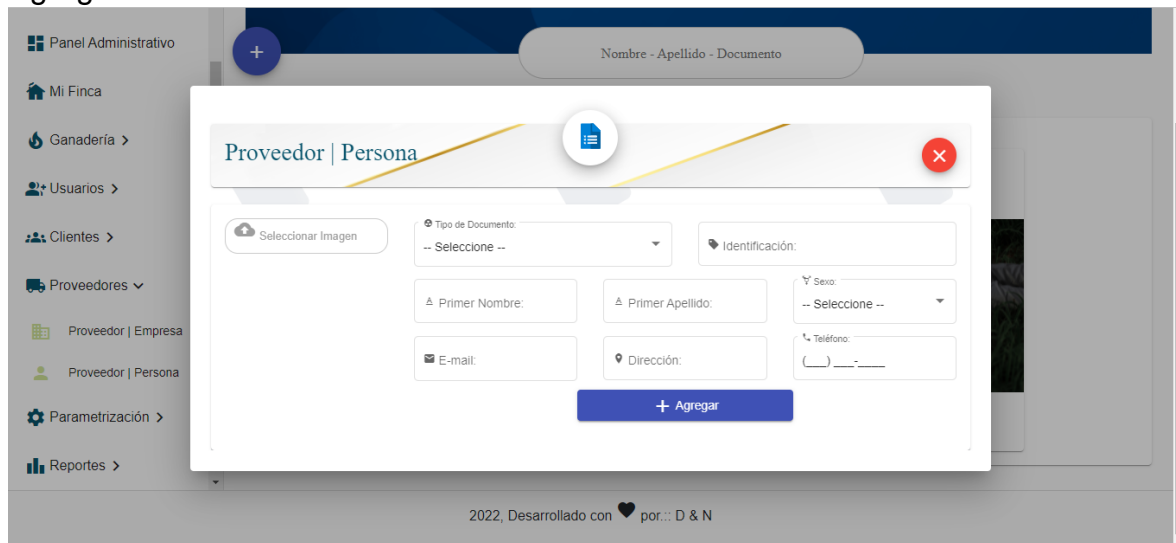 Panel Administrativo
+
Nombre - Apellido - Documento
Mi Finca
Ganadería >
Usuarios >
Clientes >
Proveedores
Proveedor | Empresa
Proveedor | Persona
Parametrización >
Reportes >
Proveedor | Persona
Seleccionar Imagen
Tipo de Documento:
-- Seleccione --
Identificación:
Primer Nombre:
Primer Apellido:
Sexo:
-- Seleccione --
E-mail:
Dirección:
Teléfono:
(___) ___-____
+ Agregar
2022, Desarrollado con ♥ por.:: D & N